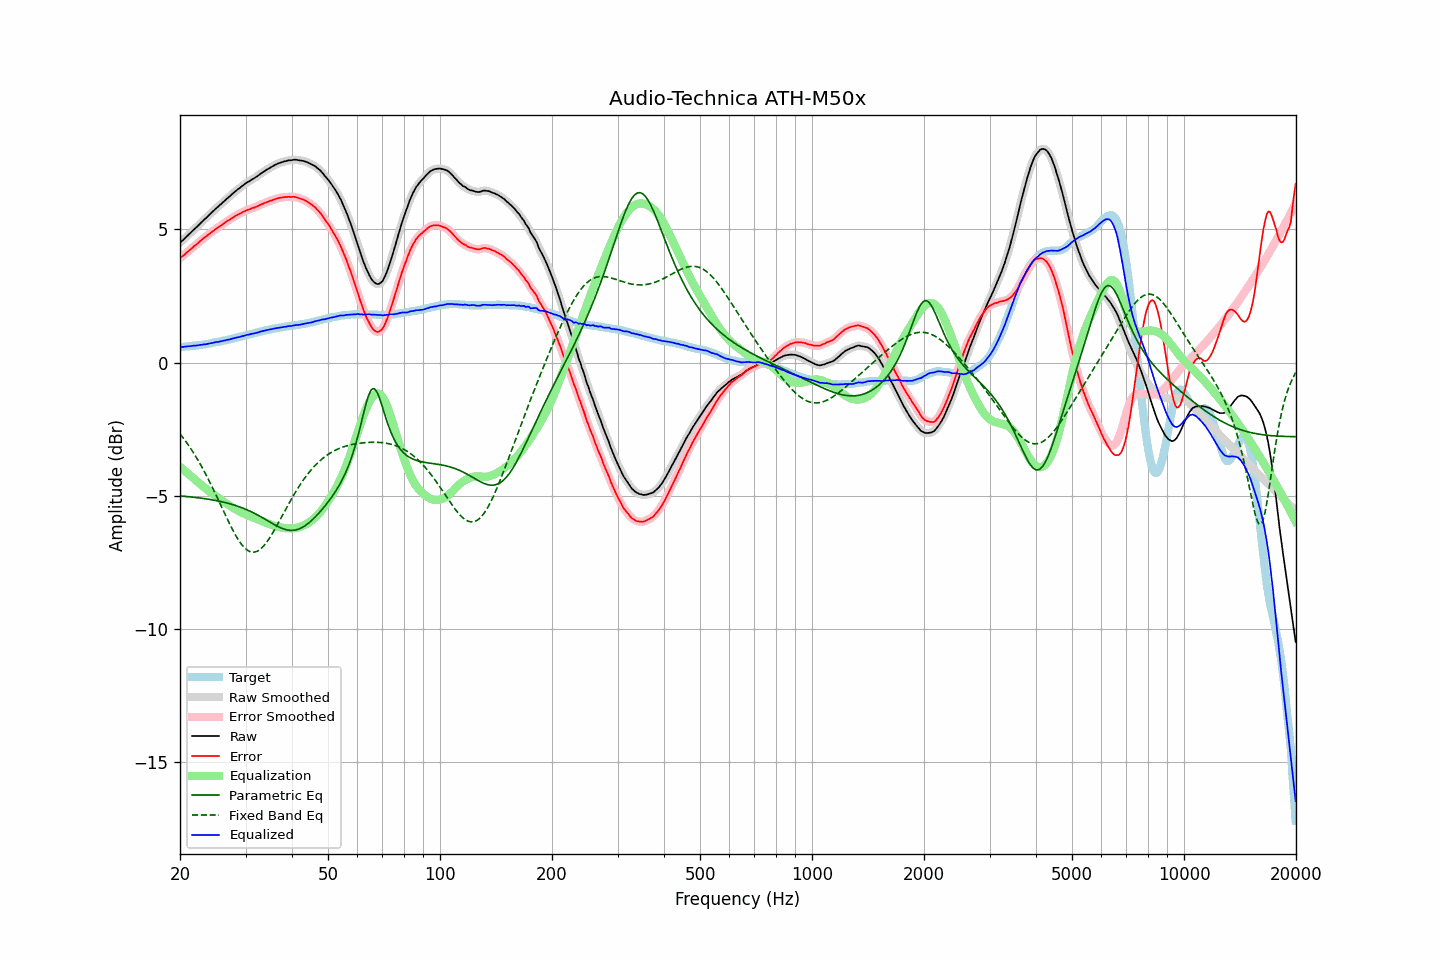 Audio-Technica ATH-M50x
Amplitude (dBr)
5
0
−5
−10
−15
Target
Raw Smoothed
Error Smoothed
Raw
Error
Equalization
Parametric Eq
Fixed Band Eq
Equalized
20 50 100 200 500 1000 2000 5000 10000 20000
Frequency (Hz)